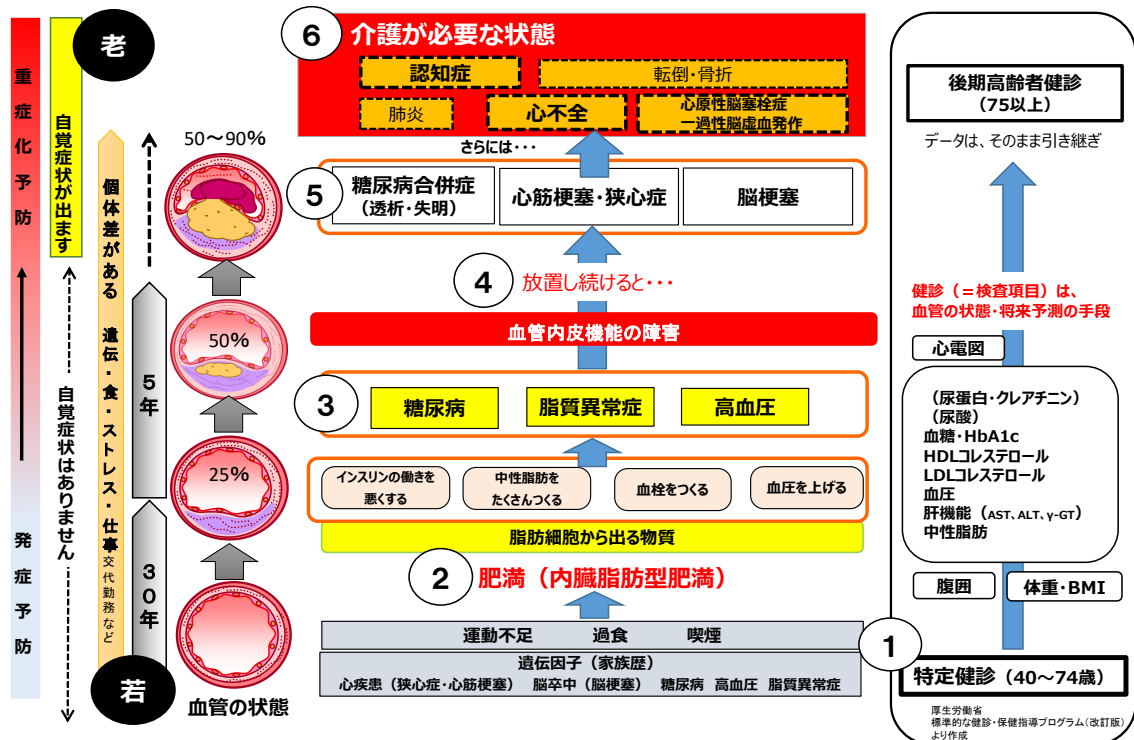 重症化予防
発症予防
自覚症状が出ます
自覚症状はありません
老
若
個体差がある　遺伝・食・ストレス・仕事 交代勤務など
5年
30年
50～90%
50%
25%
血管の状態
⑥ 介護が必要な状態
認知症
転倒・骨折
肺炎
心不全
心原性脳塞栓症
一過性脳虚血発作
さらには・・・
⑤
糖尿病合併症
（透析・失明）
心筋梗塞・狭心症
脳梗塞
④ 放置し続けると・・・
血管内皮機能の障害
③
糖尿病
脂質異常症
高血圧
インスリンの働きを
悪くする
中性脂肪を
たくさんつくる
血栓をつくる
血圧を上げる
脂肪細胞から出る物質
② 肥満（内臓脂肪型肥満）
運動不足　過食　喫煙
遺伝因子（家族歴）
心疾患（狭心症・心筋梗塞）　脳卒中（脳梗塞）　糖尿病　高血圧　脂質異常症
後期高齢者健診
（75以上）
データは、そのまま引き継ぎ
健診（＝検査項目）は、
血管の状態・将来予測の手段
心電図
（尿蛋白・クレアチニン）
（尿酸）
血糖・HbA1c
HDLコレステロール
LDLコレステロール
血圧
肝機能（AST、ALT、γ-GT）
中性脂肪
腹囲
体重・BMI
①
特定健診（40～74歳）
厚生労働省
標準的な健診・保健指導プログラム（改訂版）
より作成